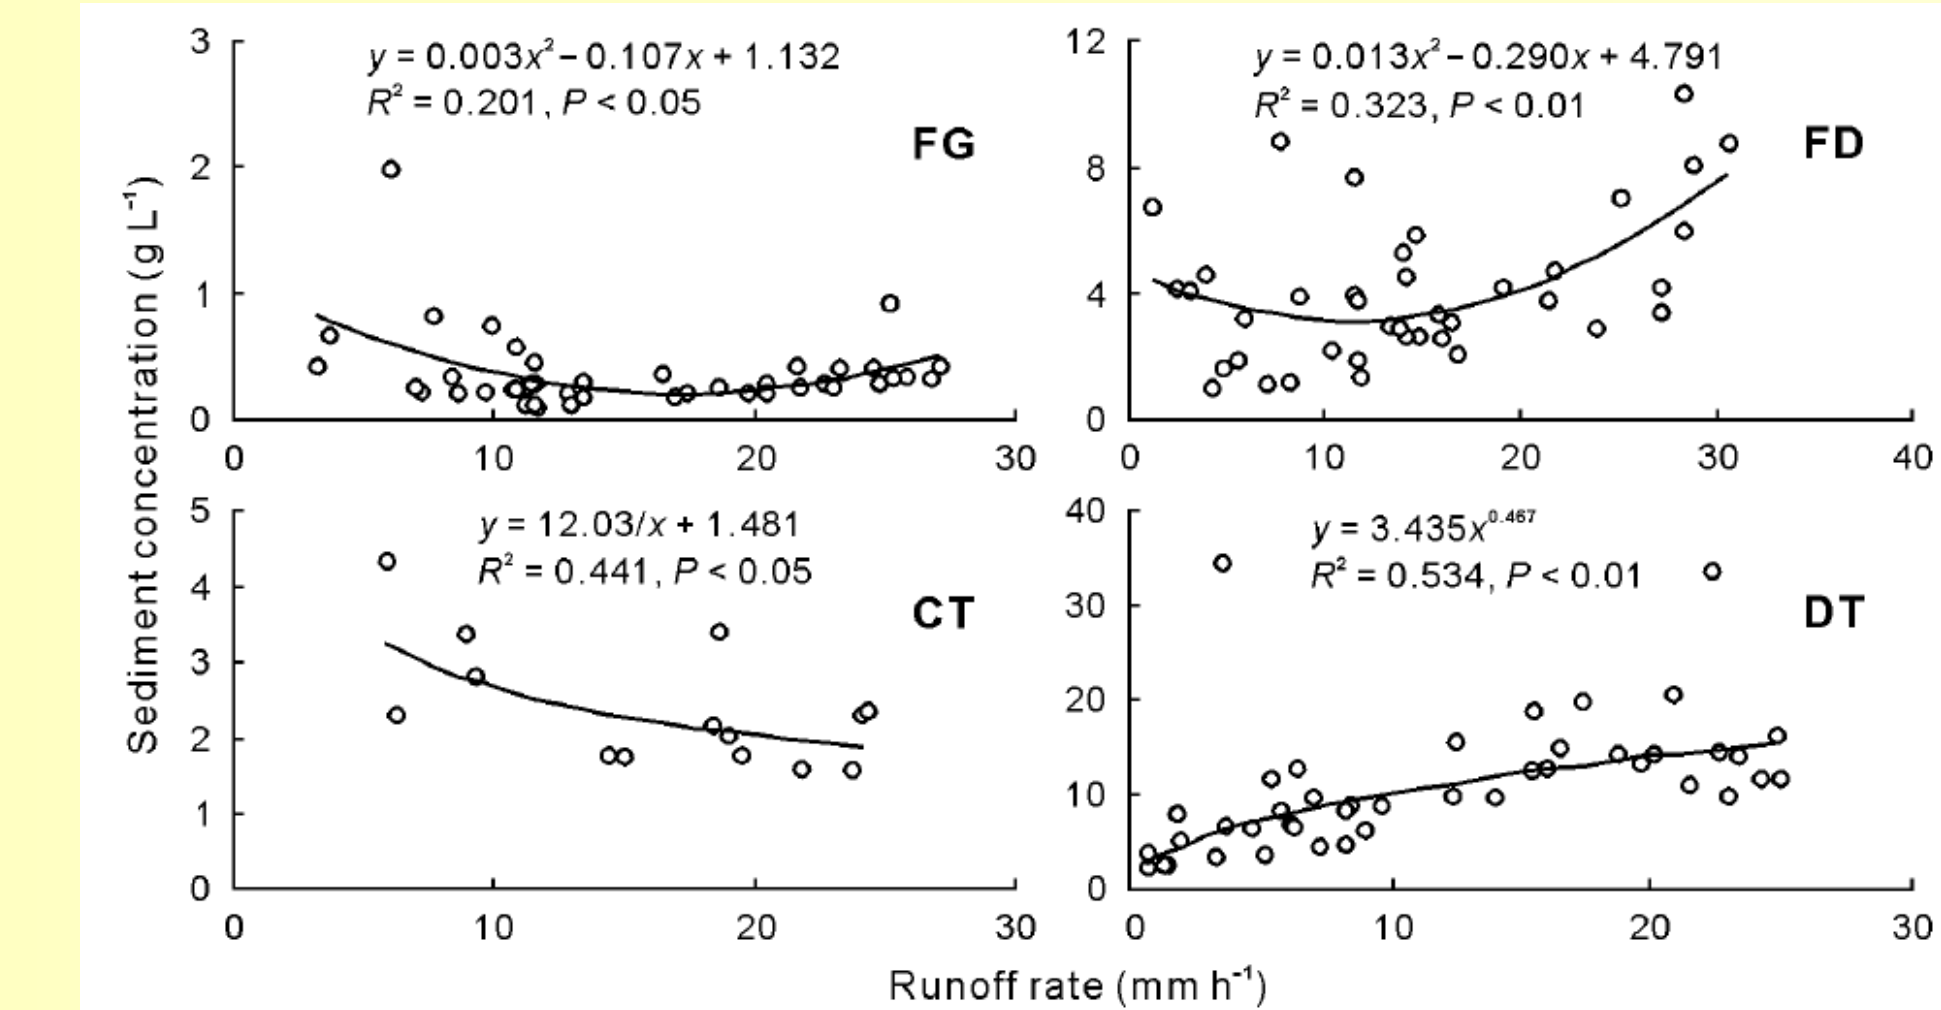 Sediment concentration (g L⁻¹)
3
2
1
0
0 10 20 30
y = 0.003x² − 0.107x + 1.132
R² = 0.201, P < 0.05
FG
12
8
4
0
0 10 20 30 40
y = 0.013x² − 0.290x + 4.791
R² = 0.323, P < 0.01
FD
5
4
3
2
1
0
0 10 20 30
y = 12.03/x + 1.481
R² = 0.441, P < 0.05
CT
40
30
20
10
0
0 10 20 30
y = 3.435x⁰·⁴⁶⁷
R² = 0.534, P < 0.01
DT
Runoff rate (mm h⁻¹)